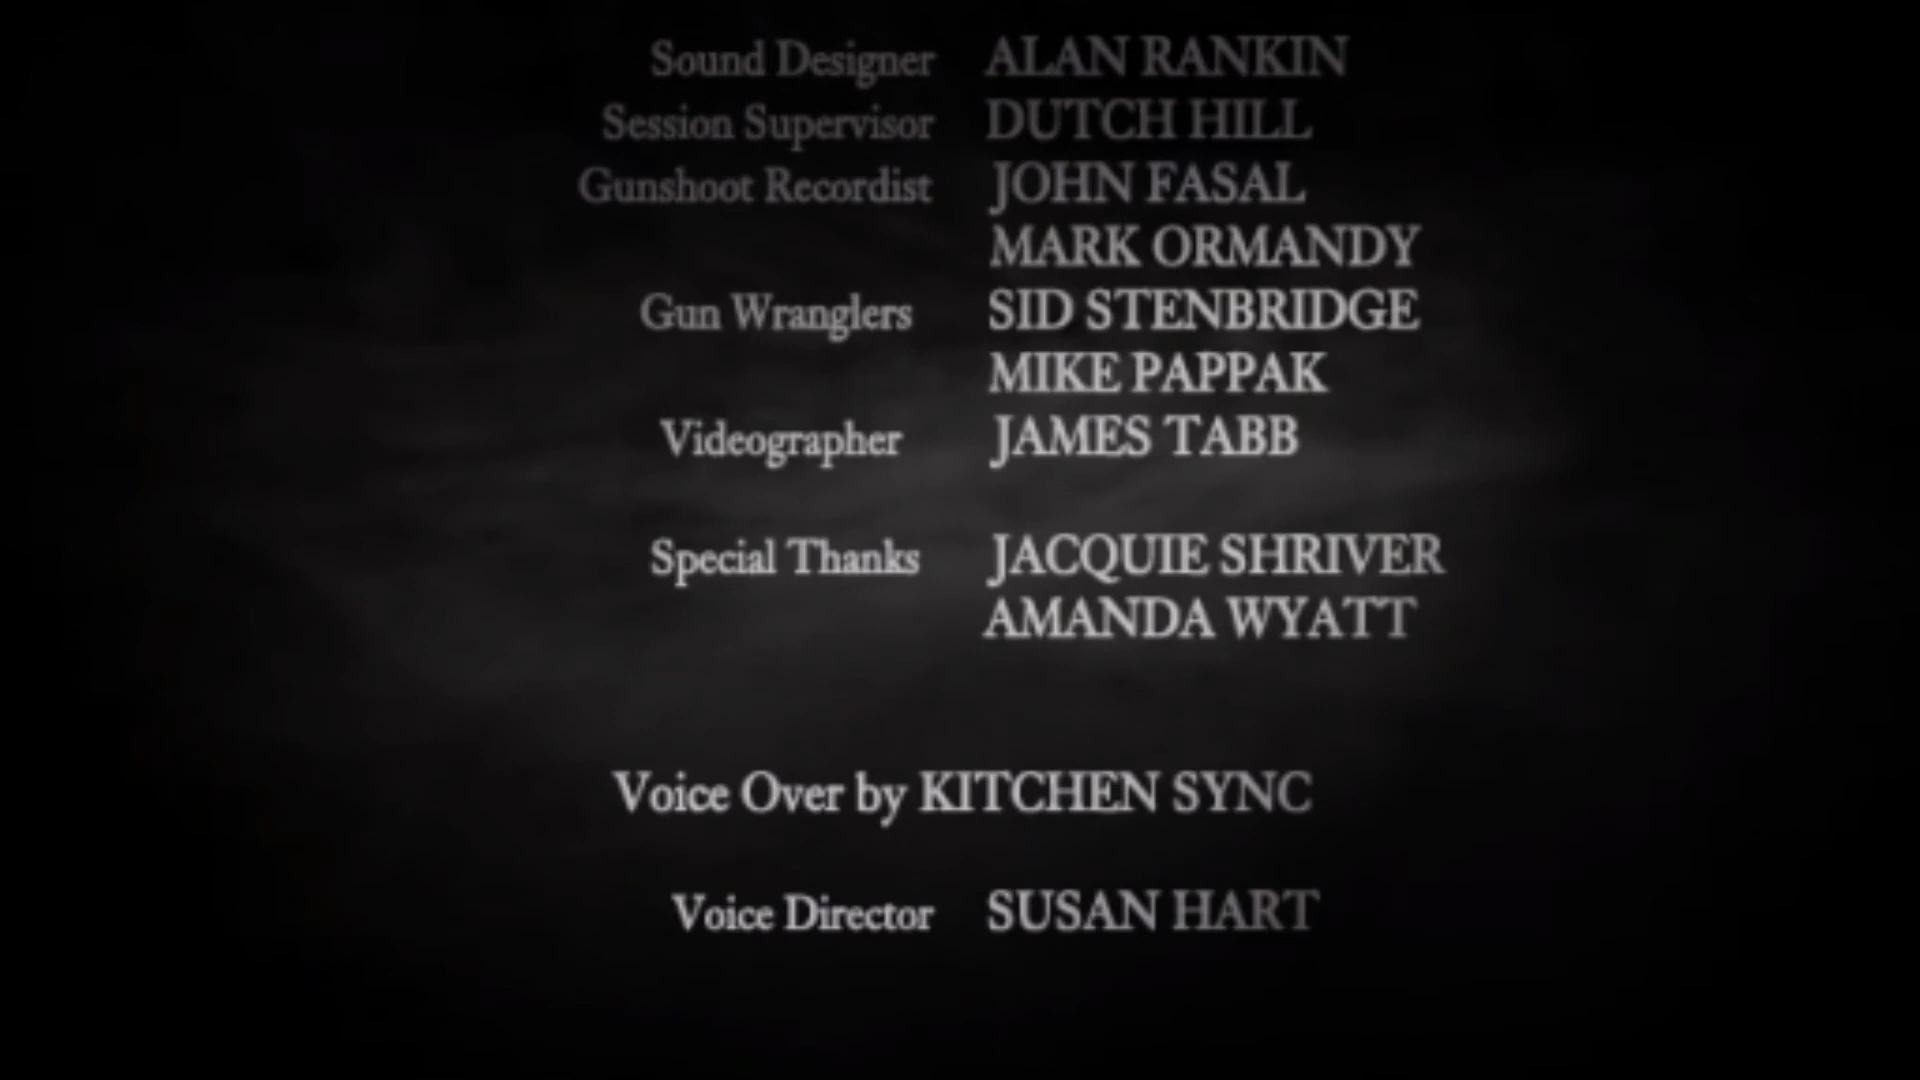 Sound Designer ALAN RANKIN
Session Supervisor DUTCH HILL
Gunshoot Recordist JOHN FASAL
MARK ORMANDY
Gun Wranglers SID STENBRIDGE
MIKE PAPPAK
Videographer JAMES TABB
Special Thanks JACQUIE SHRIVER
AMANDA WYATT
Voice Over by KITCHEN SYNC
Voice Director SUSAN HART